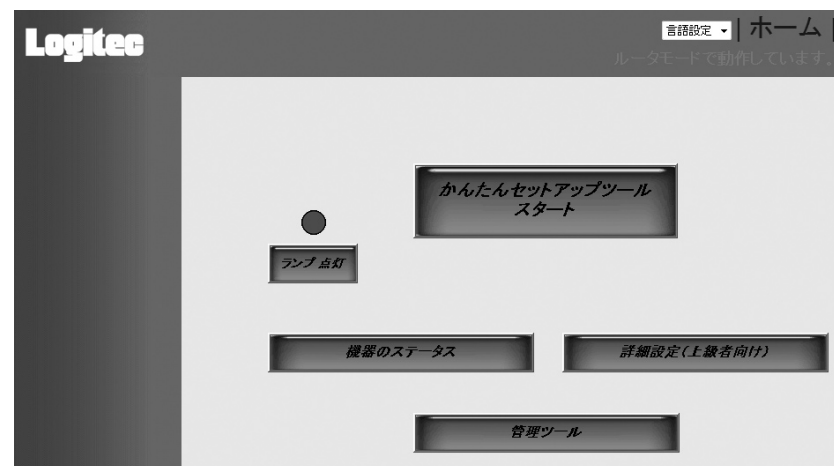 Logitec
言語設定 | ホーム |
ルータモードで動作しています。
かんたんセットアップツール
スタート
ランプ 点灯
機器のステータス
詳細設定(上級者向け)
管理ツール